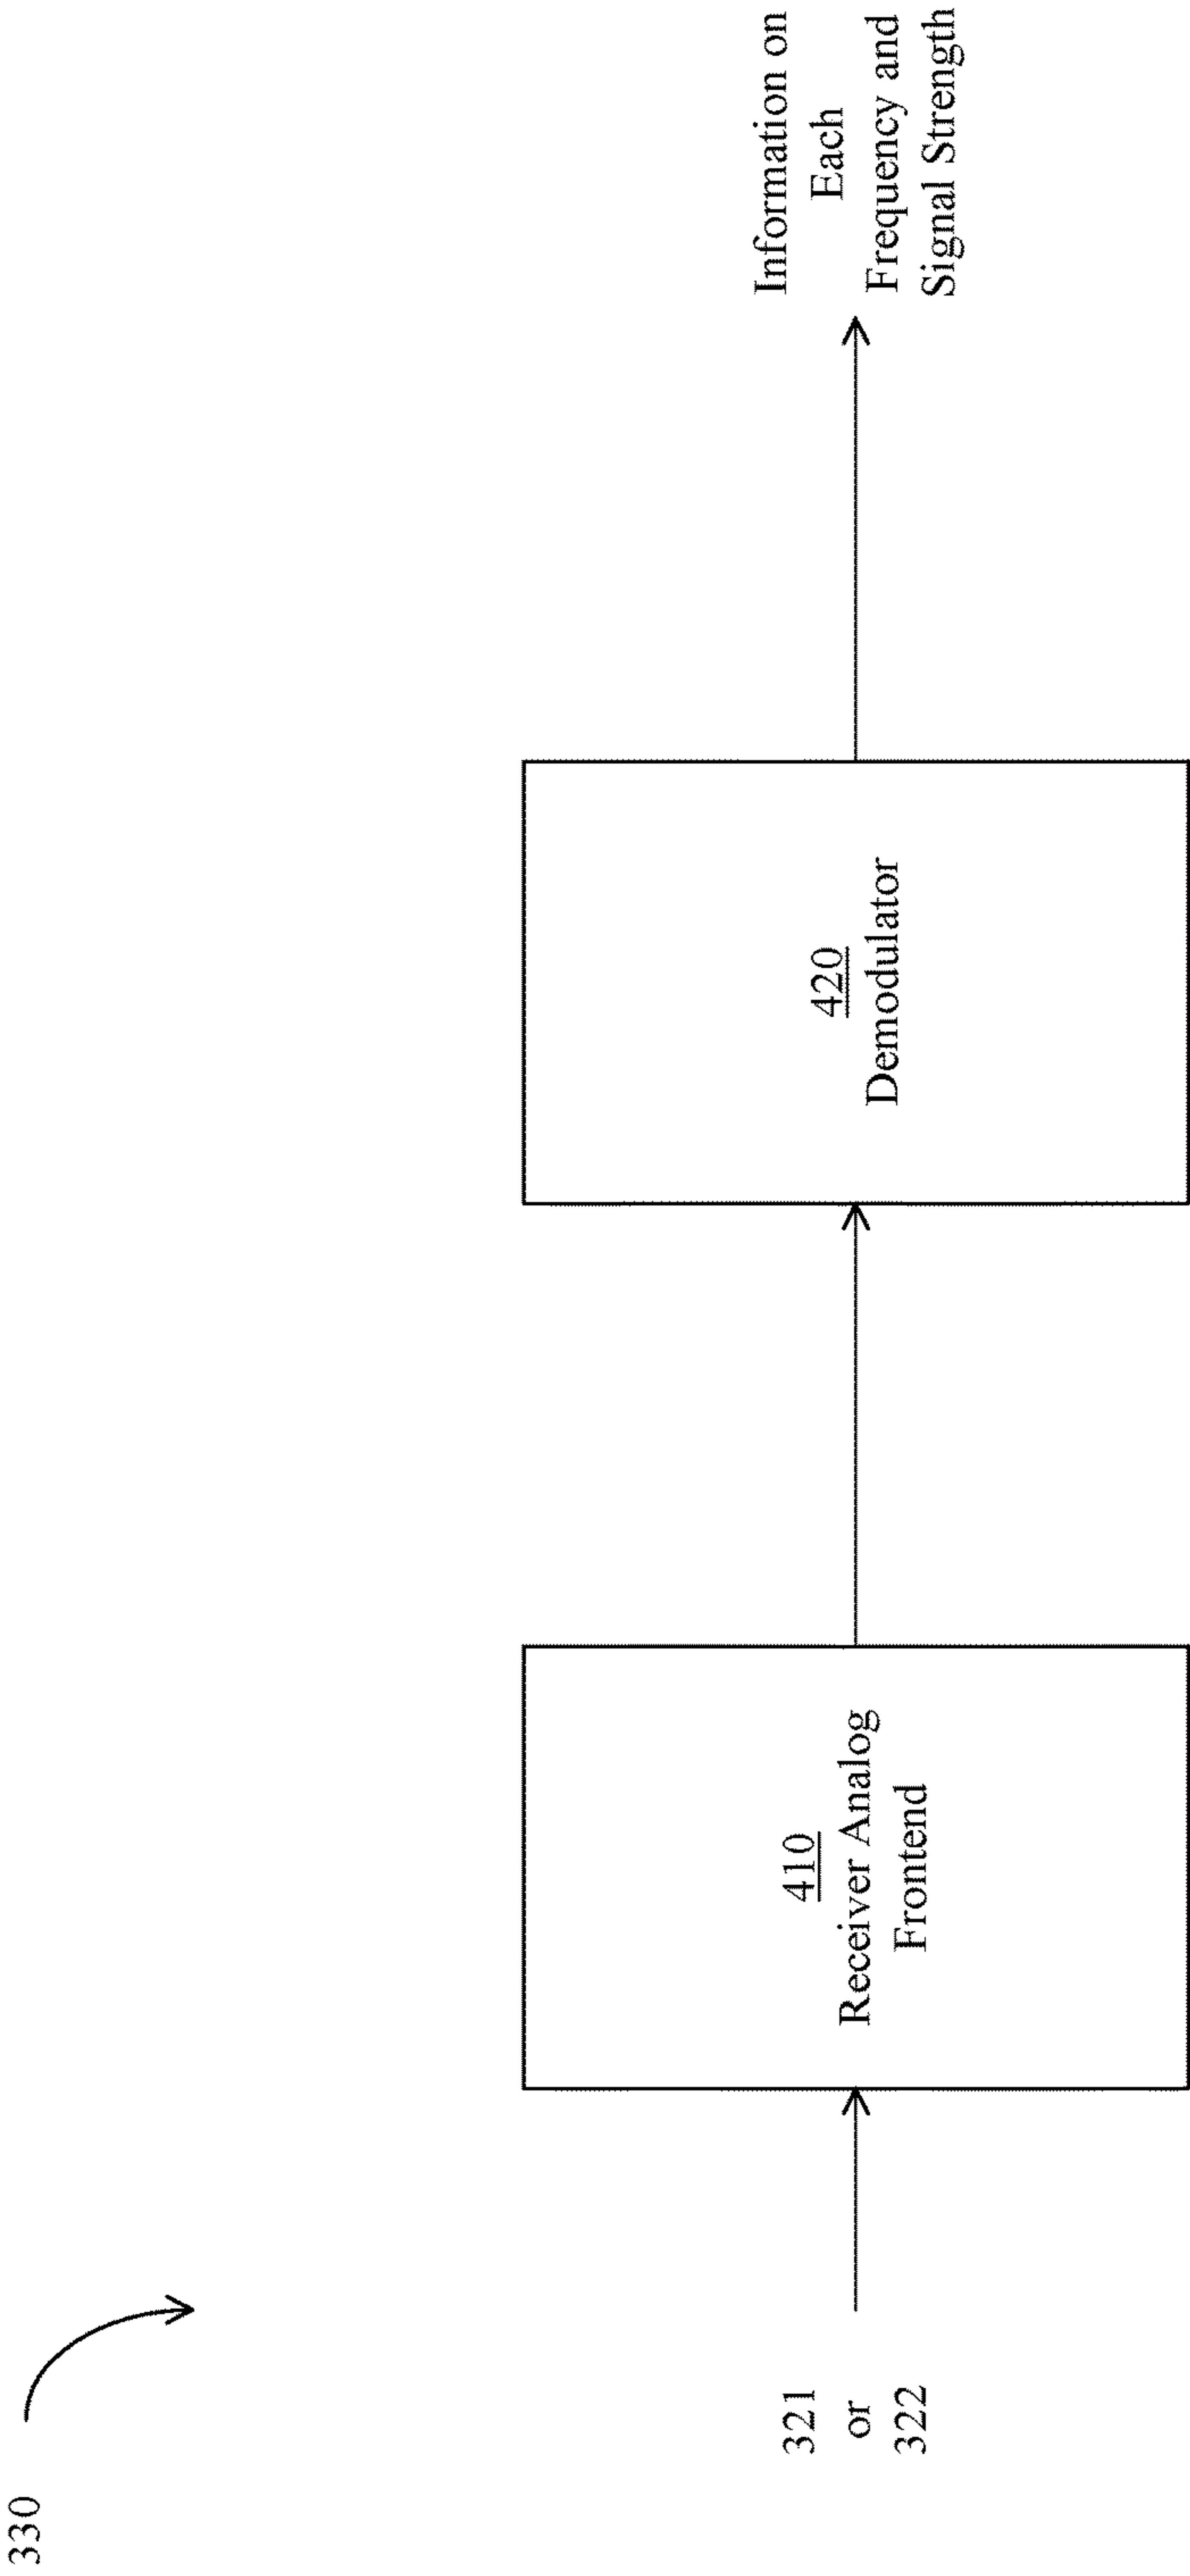 330
321
or
322
410
Receiver Analog
Frontend
420
Demodulator
Information on
Each
Frequency and
Signal Strength